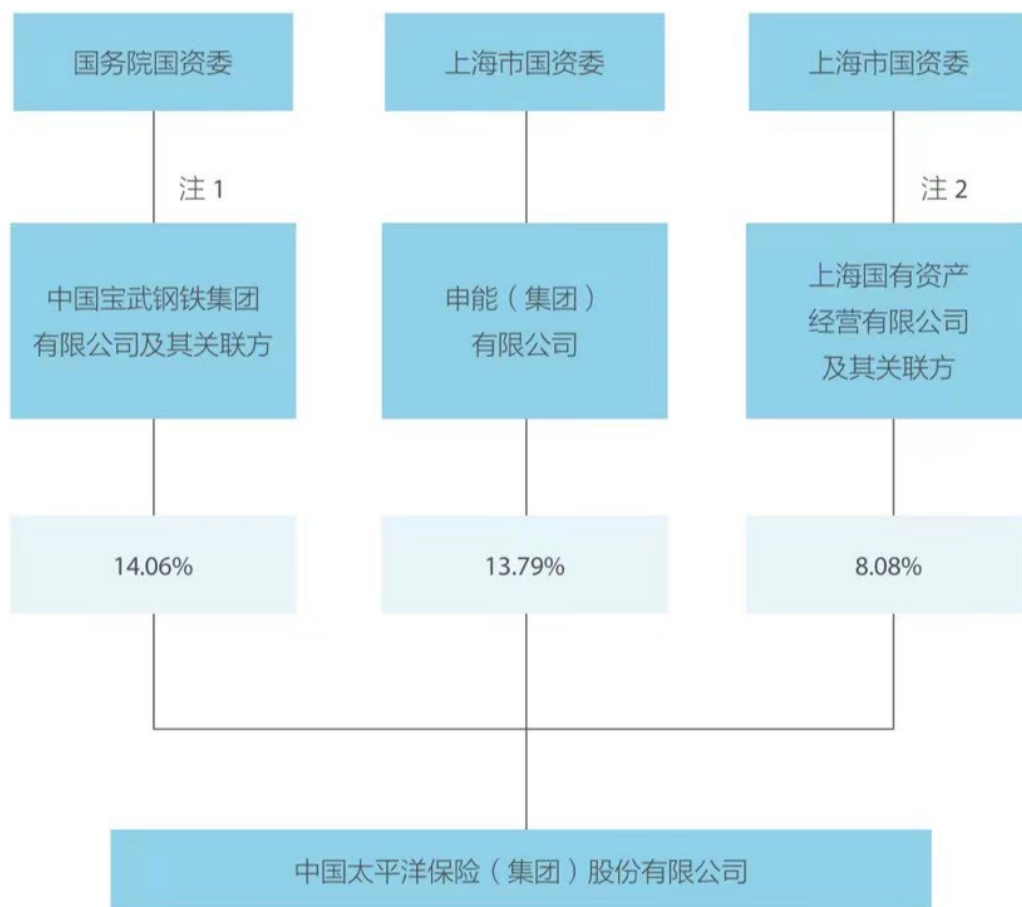 国务院国资委
上海市国资委
上海市国资委
注 1
注 2
中国宝武钢铁集团
有限公司及其关联方
申能（集团）
有限公司
上海国有资产
经营有限公司
及其关联方
14.06%
13.79%
8.08%
中国太平洋保险（集团）股份有限公司